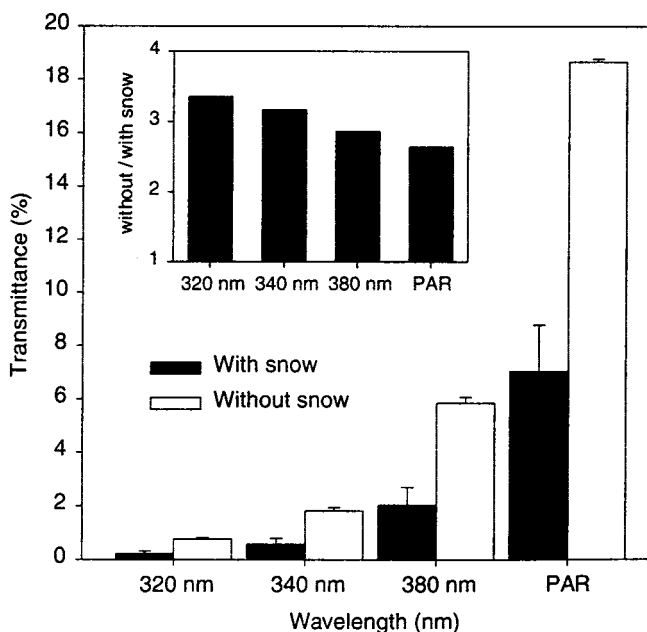 20
18
16
14
12
10
8
6
4
2
0
Transmittance (%)
4
3
2
1
without / with snow
320 nm 340 nm 380 nm PAR
With snow
Without snow
320 nm 340 nm 380 nm PAR
Wavelength (nm)